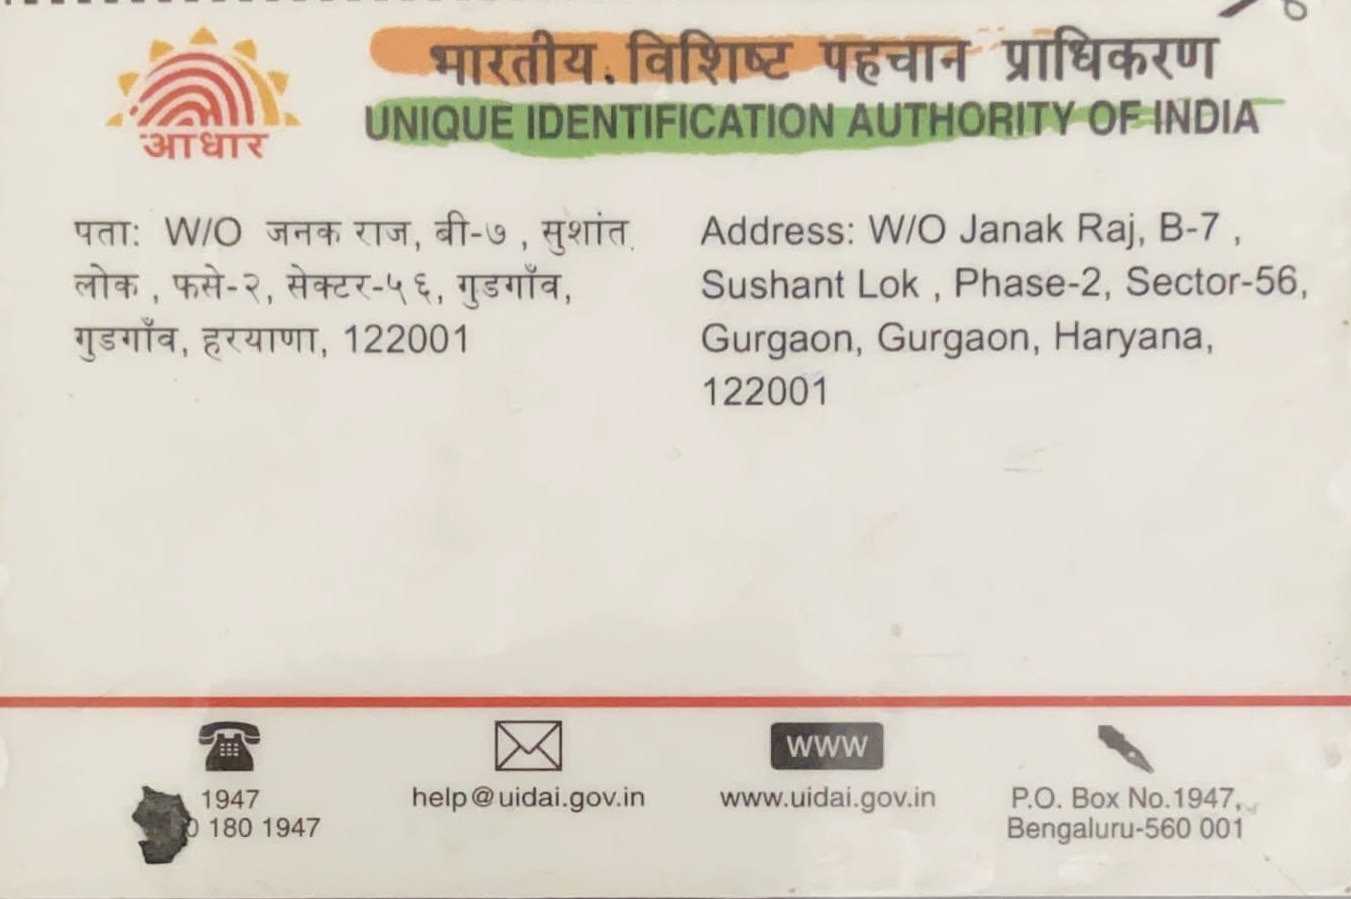 भारतीय विशिष्ट पहचान प्राधिकरण
आधार
UNIQUE IDENTIFICATION AUTHORITY OF INDIA
पता: W/O जनक राज, बी-७ , सुशांत
लोक , फसे-२, सेक्टर-५६, गुडगाँव,
गुडगाँव, हरयाणा, 122001
Address: W/O Janak Raj, B-7 ,
Sushant Lok , Phase-2, Sector-56,
Gurgaon, Gurgaon, Haryana,
122001
1947
180 1947
help@uidai.gov.in
WWW
www.uidai.gov.in
P.O. Box No.1947,
Bengaluru-560 001